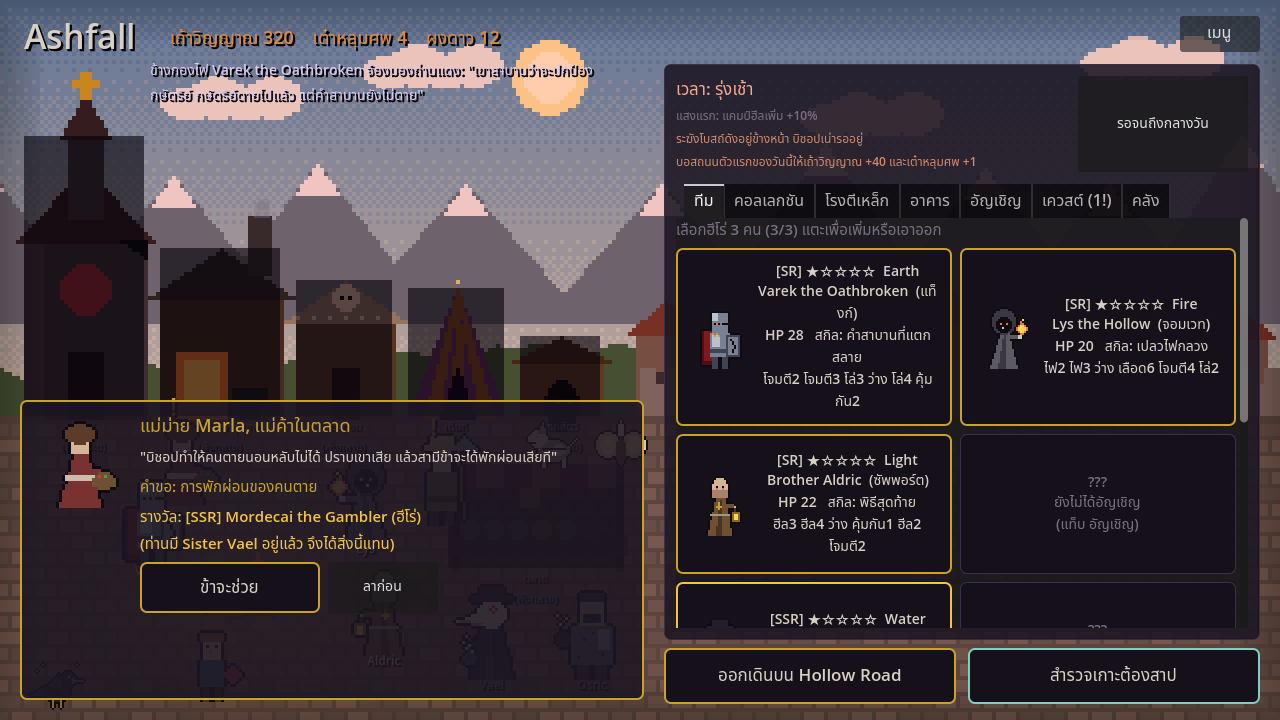 Ashfall
เถ้าวิญญาณ 320 เถ้าหลุมศพ 4 ผงดาว 12
เมนู
ข้างกองไฟ Varek the Oathbroken จ้องมองถ่านแดง: "เขาสาบานว่าจะปกป้อง
กษัตริย์ กษัตริย์ตายไปแล้ว แต่คำสาบานยังไม่ตาย"
เวลา: รุ่งเช้า
แสงแรก: แคมป์ฮีลเพิ่ม +10%
ระฆังโบสถ์ดังอยู่ข้างหน้า บิชอปเน่ารออยู่
บอสถนนตัวแรกของวันนี้ให้เถ้าวิญญาณ +40 และเถ้าหลุมศพ +1
รอจนถึงกลางวัน
ทีม คอลเลกชัน โรงตีเหล็ก อาคาร อัญเชิญ เควสต์ (1!) คลัง
เลือกฮีโร่ 3 คน (3/3) แตะเพื่อเพิ่มหรือเอาออก
[SR] ★☆☆☆☆ Earth
Varek the Oathbroken (แท็
งก์)
HP 28 สกิล: คำสาบานที่แตก
สลาย
โจมตี2 โจมตี3 โล่3 ว่าง โล่4 คุ้ม
กัน2
[SR] ★☆☆☆☆ Fire
Lys the Hollow (จอมเวท)
HP 20 สกิล: เปลวไฟกลวง
ไฟ2 ไฟ3 ว่าง เลือด6 โจมตี4 โล่2
[SR] ★☆☆☆☆ Light
Brother Aldric (ซัพพอร์ต)
HP 22 สกิล: พิธีสุดท้าย
ฮีล3 ฮีล4 ว่าง คุ้มกัน1 ฮีล2
โจมตี2
???
ยังไม่ได้อัญเชิญ
(แท็บ อัญเชิญ)
[SSR] ★☆☆☆☆ Water
???
แม่ม่าย Marla, แม่ค้าในตลาด
"บิชอปทำให้คนตายนอนหลับไม่ได้ ปราบเขาเสีย แล้วสามีข้าจะได้พักผ่อนเสียที"
คำขอ: การพักผ่อนของคนตาย
รางวัล: [SSR] Mordecai the Gambler (ฮีโร่)
(ท่านมี Sister Vael อยู่แล้ว จึงได้สิ่งนี้แทน)
ข้าจะช่วย
ลาก่อน
Aldric
Vael
Osric
ออกเดินบน Hollow Road
สำรวจเกาะต้องสาป